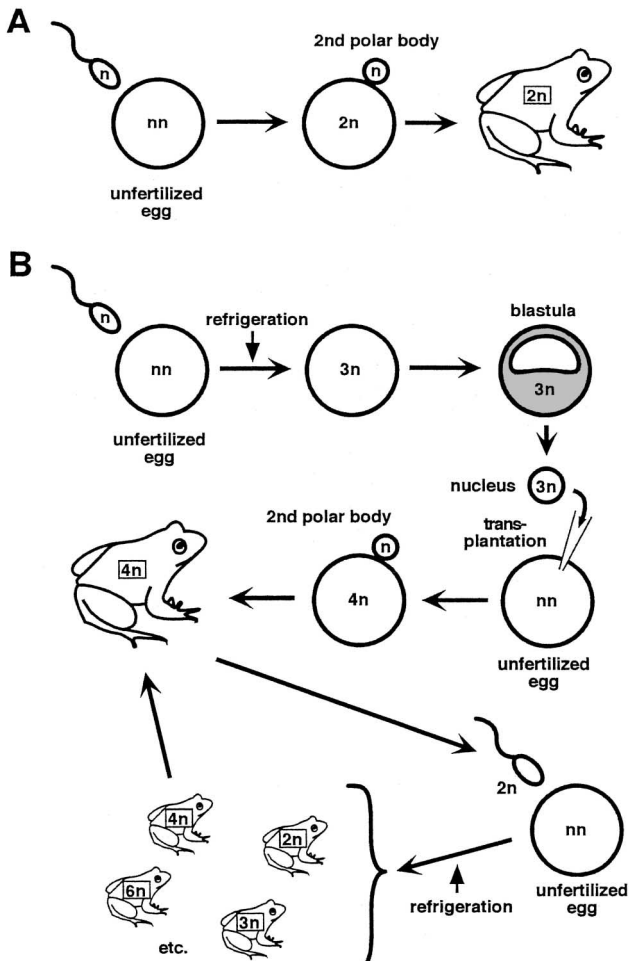 A
n
nn
unfertilized
egg
2nd polar body
n
2n
2n
B
n
nn
unfertilized
egg
refrigeration
3n
blastula
3n
nucleus
3n
trans-
plantation
nn
unfertilized
egg
2nd polar body
n
4n
4n
2n
nn
unfertilized
egg
refrigeration
4n
2n
6n
3n
etc.